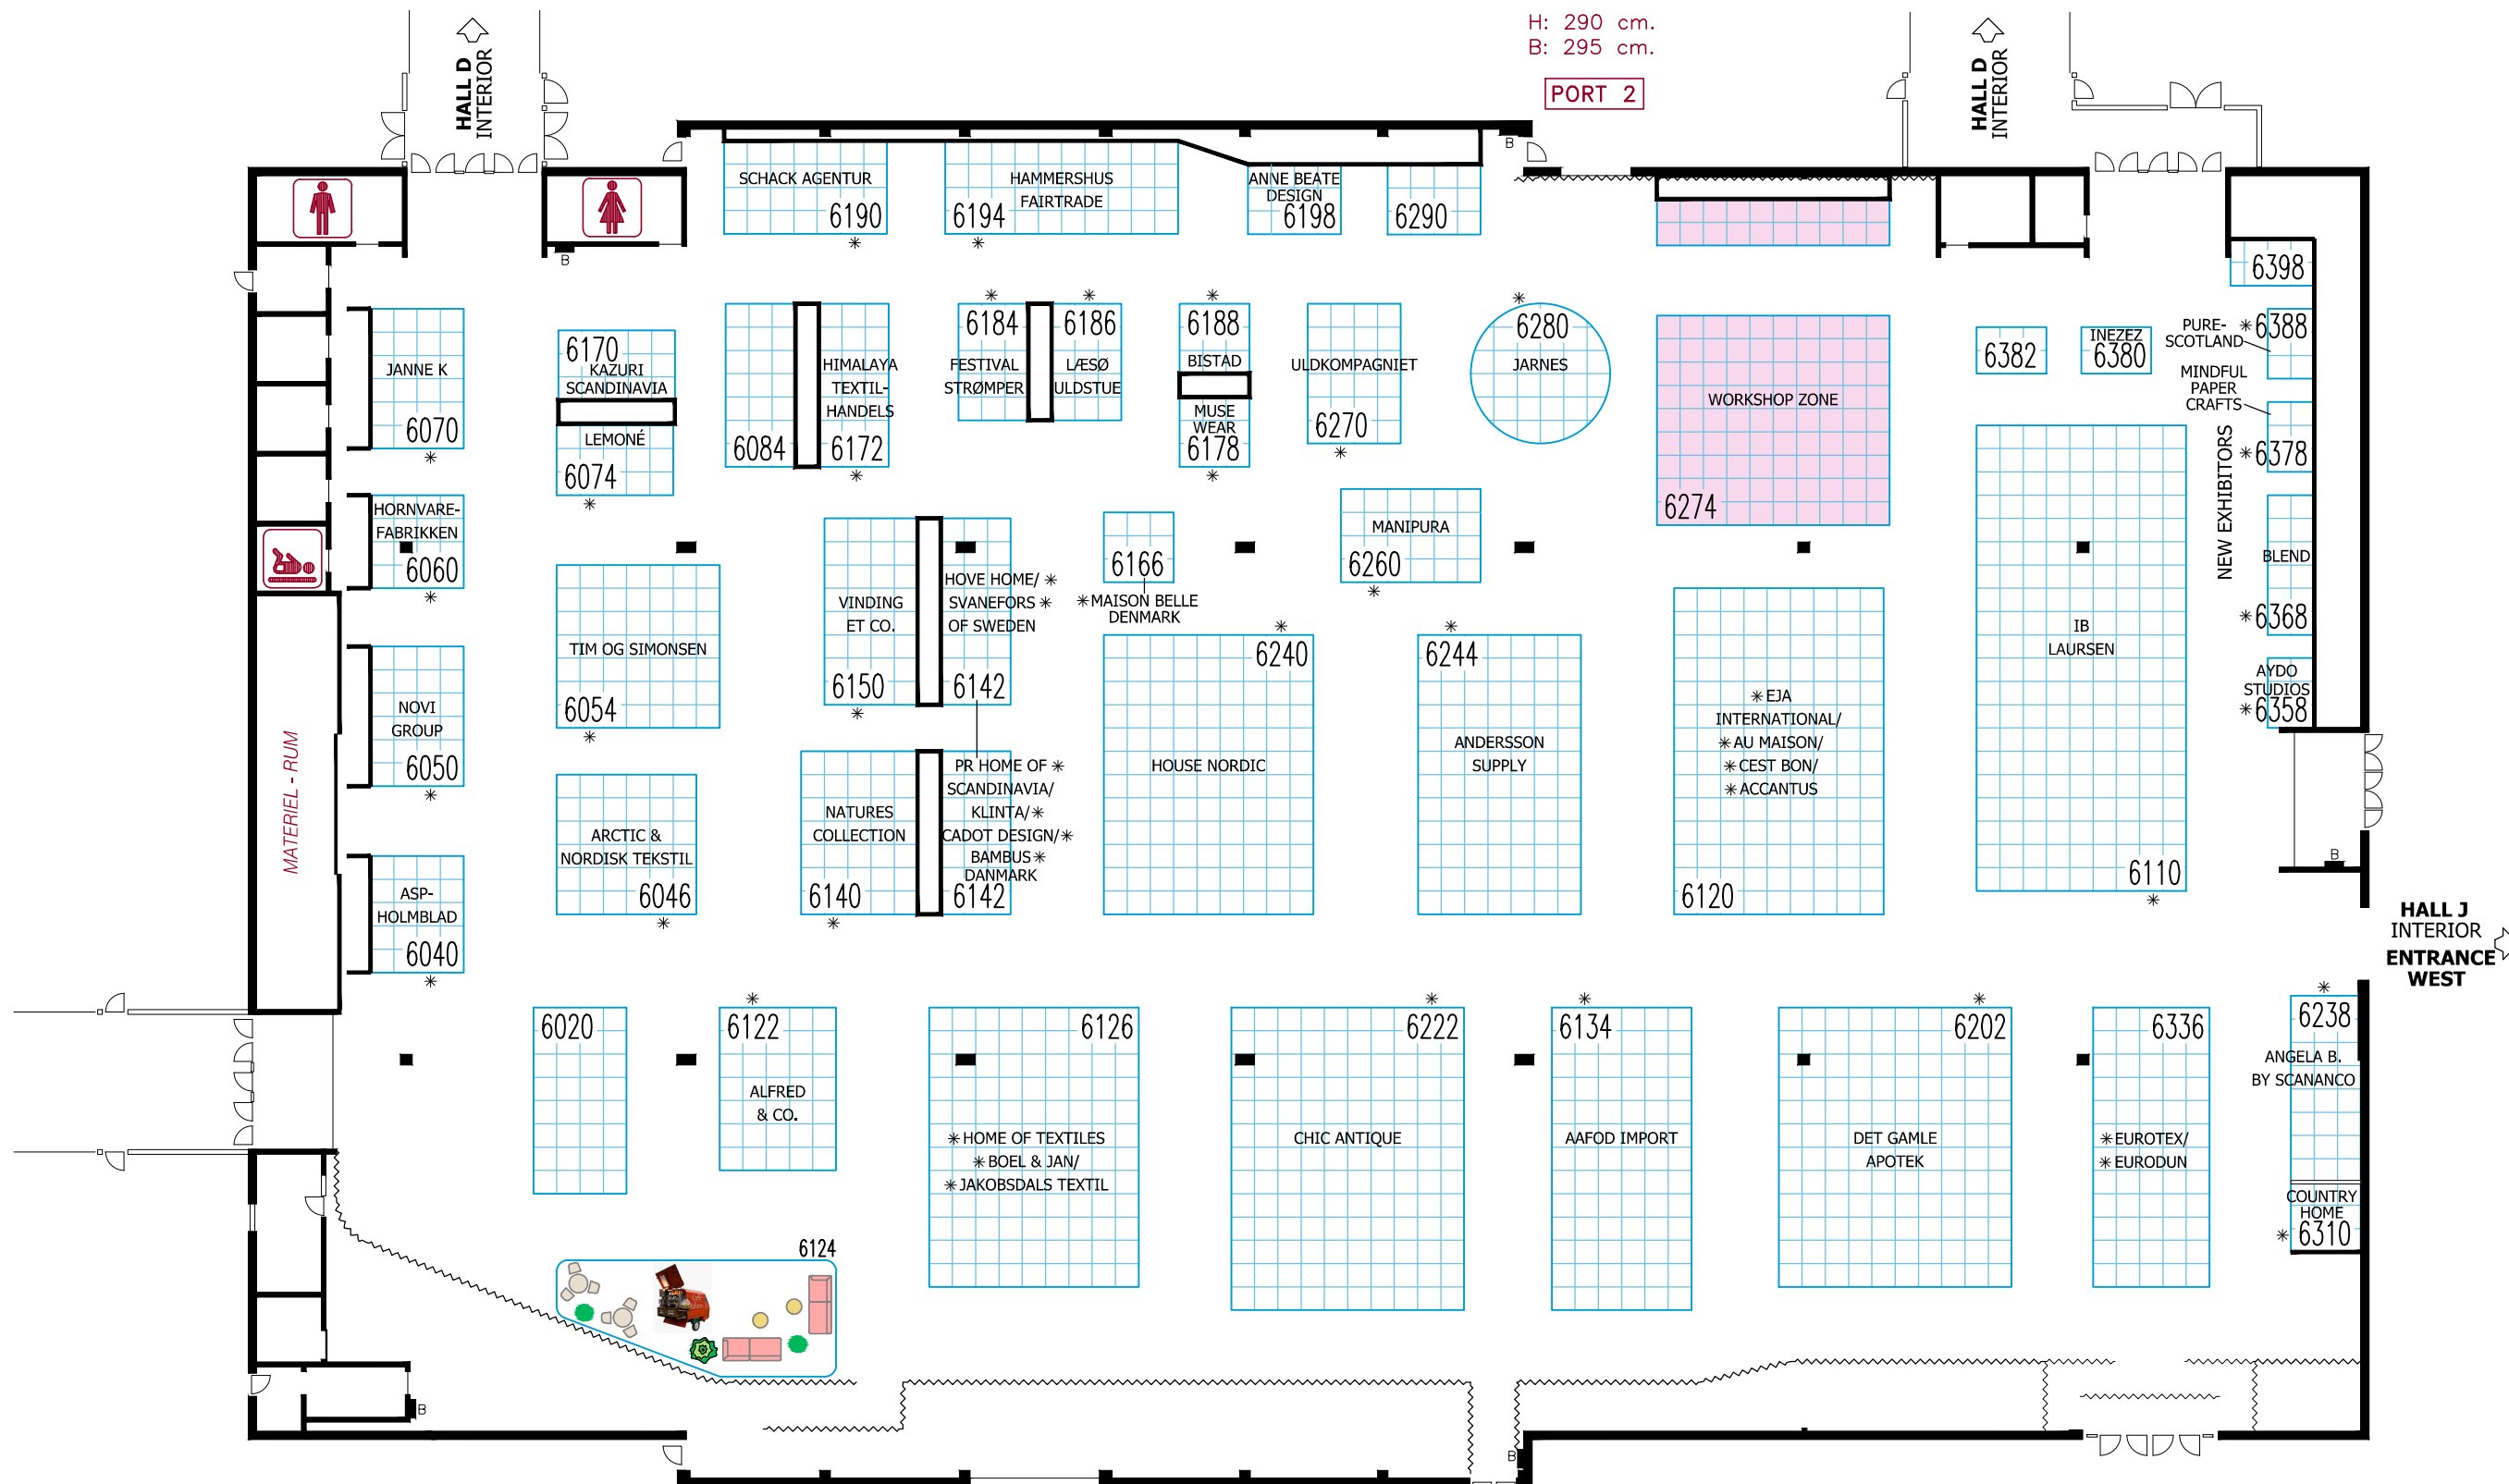 H: 290 cm.
B: 295 cm.
PORT 2
HALL D
INTERIOR
HALL D
INTERIOR
B
B
SCHACK AGENTUR
6190
*
HAMMERSHUS
FAIRTRADE
6194
*
ANNE BEATE
DESIGN
6198
6290
6398
JANNE K
6070
*
6170
KAZURI
SCANDINAVIA
LEMONÉ
6074
*
6084
HIMALAYA
TEXTIL-
HANDELS
6172
*
*
6184
FESTIVAL
STRØMPER
*
6186
LÆSØ
ULDSTUE
*
6188
BISTAD
MUSE
WEAR
6178
*
ULDKOMPAGNIET
6270
*
*
6280
JARNES
WORKSHOP ZONE
6274
6382
INEZEZ
6380
PURE-
SCOTLAND
*6388
MINDFUL
PAPER
CRAFTS
*6378
NEW EXHIBITORS
BLEND
*6368
AYDO
STUDIOS
*6358
HORNVARE-
FABRIKKEN
6060
*
TIM OG SIMONSEN
6054
*
VINDING
ET CO.
6150
*
HOVE HOME/ *
SVANEFORS *
OF SWEDEN
6142
6166
*MAISON BELLE
DENMARK
MANIPURA
6260
*
IB
LAURSEN
6110
*
MATERIEL - RUM
NOVI
GROUP
6050
*
ARCTIC &
NORDISK TEKSTIL
6046
*
NATURES
COLLECTION
6140
*
PR HOME OF *
SCANDINAVIA/
KLINTA/*
CADOT DESIGN/*
BAMBUS*
DANMARK
6142
*
6240
HOUSE NORDIC
*
6244
ANDERSSON
SUPPLY
* EJA
INTERNATIONAL/
* AU MAISON/
* CEST BON/
* ACCANTUS
6120
B
ASP-
HOLMBLAD
6040
*
HALL J
INTERIOR
ENTRANCE
WEST
6020
*
6122
ALFRED
& CO.
6126
* HOME OF TEXTILES
* BOEL & JAN/
* JAKOBSDALS TEXTIL
*
6222
CHIC ANTIQUE
*
6134
AAFOD IMPORT
*
6202
DET GAMLE
APOTEK
6336
* EUROTEX/
* EURODUN
*
6238
ANGELA B.
BY SCANANCO
COUNTRY
HOME
* 6310
6124
B
B